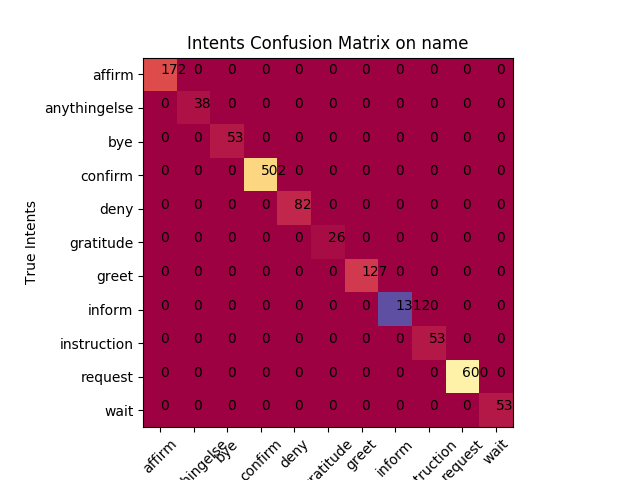 Intents Confusion Matrix on name
affirm 172 0 0 0 0 0 0 0 0 0 0
anythingelse 0 38 0 0 0 0 0 0 0 0 0
bye 0 0 53 0 0 0 0 0 0 0 0
confirm 0 0 0 502 0 0 0 0 0 0 0
deny 0 0 0 0 82 0 0 0 0 0 0
gratitude 0 0 0 0 0 26 0 0 0 0 0
greet 0 0 0 0 0 0 127 0 0 0 0
inform 0 0 0 0 0 0 0 1312 0 0 0
instruction 0 0 0 0 0 0 0 0 53 0 0
request 0 0 0 0 0 0 0 0 0 600 0
wait 0 0 0 0 0 0 0 0 0 0 53
True Intents
affirm hingelse bye confirm deny ratitude greet inform truction request wait